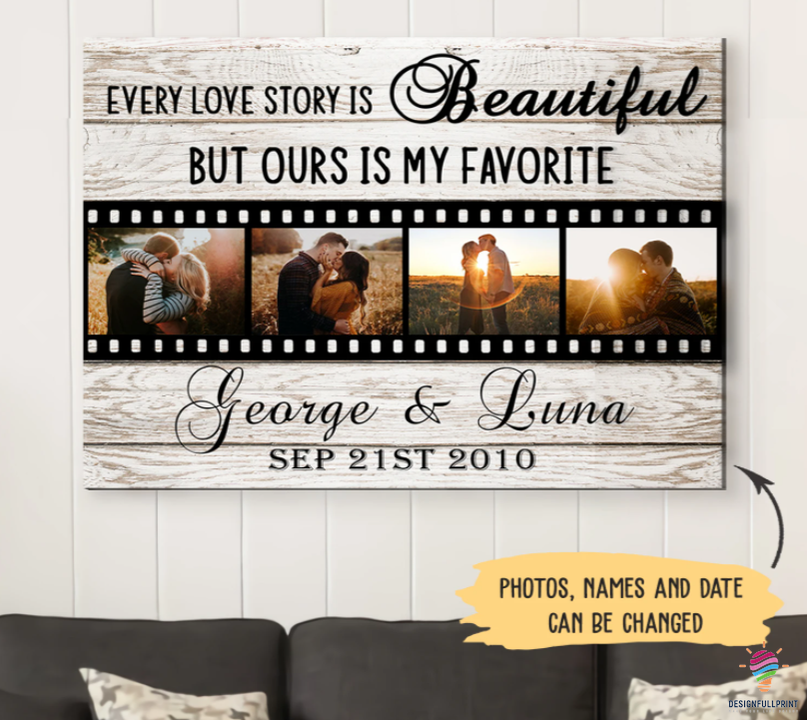 EVERY LOVE STORY IS Beautiful
BUT OURS IS MY FAVORITE
George & Luna
SEP 21ST 2010
PHOTOS, NAMES AND DATE
CAN BE CHANGED
DESIGNFULLPRINT